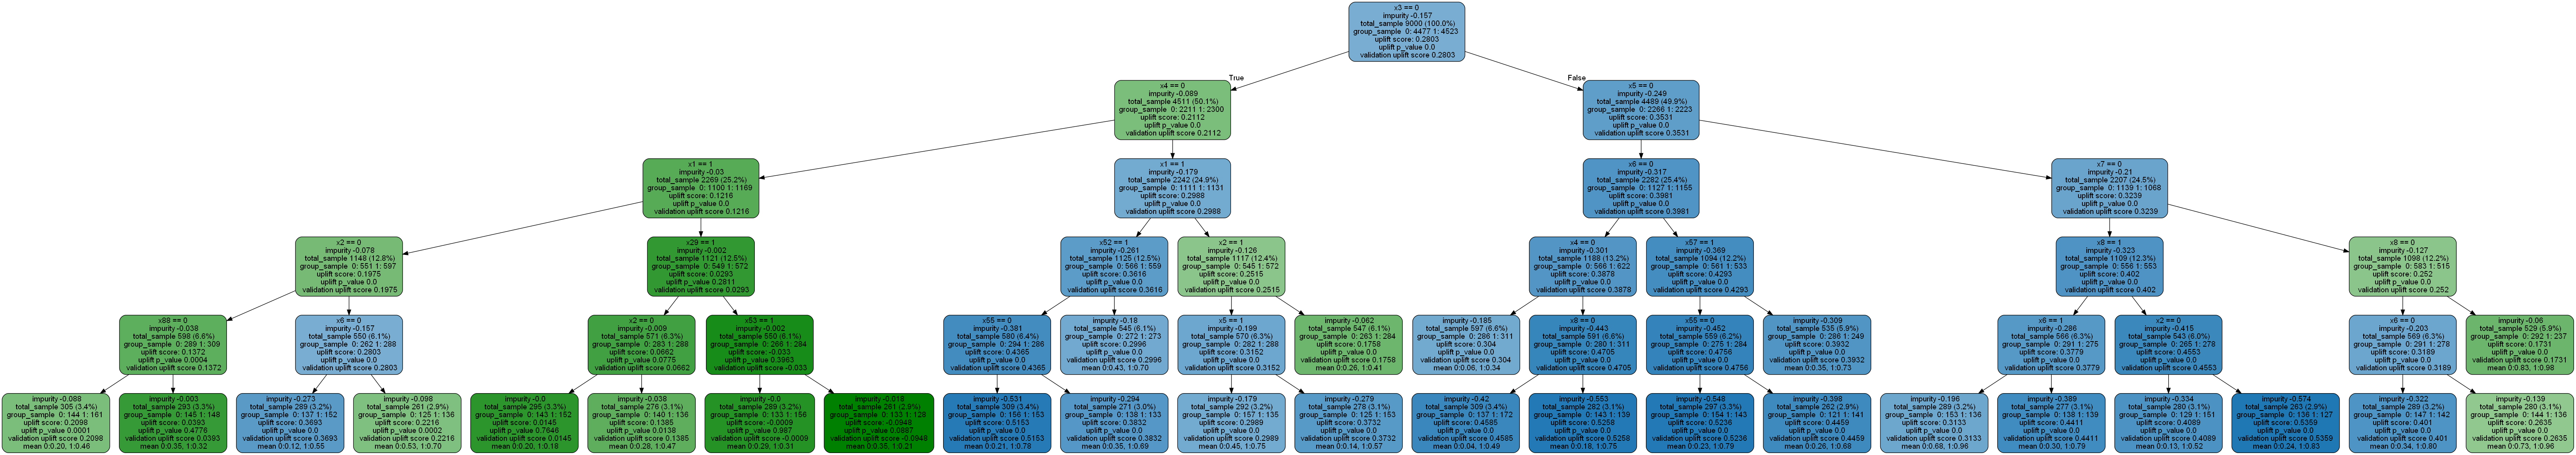 x3 == 0
impurity -0.157
total_sample 9000 (100.0%)
group_sample 0: 4477 1: 4523
uplift score: 0.2803
uplift p_value 0.0
validation uplift score 0.2803
True
False
x4 == 0
impurity -0.089
total_sample 4511 (50.1%)
group_sample 0: 2211 1: 2300
uplift score: 0.2112
uplift p_value 0.0
validation uplift score 0.2112
x5 == 0
impurity -0.249
total_sample 4489 (49.9%)
group_sample 0: 2266 1: 2223
uplift score: 0.3531
uplift p_value 0.0
validation uplift score 0.3531
x1 == 1
impurity -0.03
total_sample 2269 (25.2%)
group_sample 0: 1100 1: 1169
uplift score: 0.1216
uplift p_value 0.0
validation uplift score 0.1216
x1 == 1
impurity -0.179
total_sample 2242 (24.9%)
group_sample 0: 1111 1: 1131
uplift score: 0.2988
uplift p_value 0.0
validation uplift score 0.2988
x6 == 0
impurity -0.317
total_sample 2282 (25.4%)
group_sample 0: 1127 1: 1155
uplift score: 0.3981
uplift p_value 0.0
validation uplift score 0.3981
x7 == 0
impurity -0.21
total_sample 2207 (24.5%)
group_sample 0: 1139 1: 1068
uplift score: 0.3239
uplift p_value 0.0
validation uplift score 0.3239
x2 == 0
impurity -0.078
total_sample 1148 (12.8%)
group_sample 0: 551 1: 597
uplift score: 0.1975
uplift p_value 0.0
validation uplift score 0.1975
x29 == 1
impurity -0.002
total_sample 1121 (12.5%)
group_sample 0: 549 1: 572
uplift score: 0.0293
uplift p_value 0.2811
validation uplift score 0.0293
x52 == 1
impurity -0.261
total_sample 1125 (12.5%)
group_sample 0: 566 1: 559
uplift score: 0.3616
uplift p_value 0.0
validation uplift score 0.3616
x2 == 1
impurity -0.126
total_sample 1117 (12.4%)
group_sample 0: 545 1: 572
uplift score: 0.2515
uplift p_value 0.0
validation uplift score 0.2515
x4 == 0
impurity -0.301
total_sample 1188 (13.2%)
group_sample 0: 566 1: 622
uplift score: 0.3878
uplift p_value 0.0
validation uplift score 0.3878
x57 == 1
impurity -0.369
total_sample 1094 (12.2%)
group_sample 0: 561 1: 533
uplift score: 0.4293
uplift p_value 0.0
validation uplift score 0.4293
x8 == 1
impurity -0.323
total_sample 1109 (12.3%)
group_sample 0: 556 1: 553
uplift score: 0.402
uplift p_value 0.0
validation uplift score 0.402
x8 == 0
impurity -0.127
total_sample 1098 (12.2%)
group_sample 0: 583 1: 515
uplift score: 0.252
uplift p_value 0.0
validation uplift score 0.252
x88 == 0
impurity -0.038
total_sample 598 (6.6%)
group_sample 0: 289 1: 309
uplift score: 0.1372
uplift p_value 0.0004
validation uplift score 0.1372
x6 == 0
impurity -0.157
total_sample 550 (6.1%)
group_sample 0: 262 1: 288
uplift score: 0.2803
uplift p_value 0.0
validation uplift score 0.2803
x2 == 0
impurity -0.009
total_sample 571 (6.3%)
group_sample 0: 283 1: 288
uplift score: 0.0662
uplift p_value 0.0775
validation uplift score 0.0662
x53 == 1
impurity -0.002
total_sample 550 (6.1%)
group_sample 0: 266 1: 284
uplift score: -0.033
uplift p_value 0.3963
validation uplift score -0.033
x55 == 0
impurity -0.381
total_sample 580 (6.4%)
group_sample 0: 294 1: 286
uplift score: 0.4365
uplift p_value 0.0
validation uplift score 0.4365
impurity -0.18
total_sample 545 (6.1%)
group_sample 0: 272 1: 273
uplift score: 0.2996
uplift p_value 0.0
validation uplift score 0.2996
mean 0:0.43, 1:0.70
x5 == 1
impurity -0.199
total_sample 570 (6.3%)
group_sample 0: 282 1: 288
uplift score: 0.3152
uplift p_value 0.0
validation uplift score 0.3152
impurity -0.062
total_sample 547 (6.1%)
group_sample 0: 263 1: 284
uplift score: 0.1758
uplift p_value 0.0
validation uplift score 0.1758
mean 0:0.26, 1:0.41
impurity -0.185
total_sample 597 (6.6%)
group_sample 0: 286 1: 311
uplift score: 0.304
uplift p_value 0.0
validation uplift score 0.304
mean 0:0.06, 1:0.34
x8 == 0
impurity -0.443
total_sample 591 (6.6%)
group_sample 0: 280 1: 311
uplift score: 0.4705
uplift p_value 0.0
validation uplift score 0.4705
x55 == 0
impurity -0.452
total_sample 559 (6.2%)
group_sample 0: 275 1: 284
uplift score: 0.4756
uplift p_value 0.0
validation uplift score 0.4756
impurity -0.309
total_sample 535 (5.9%)
group_sample 0: 286 1: 249
uplift score: 0.3932
uplift p_value 0.0
validation uplift score 0.3932
mean 0:0.35, 1:0.73
x6 == 1
impurity -0.286
total_sample 566 (6.3%)
group_sample 0: 291 1: 275
uplift score: 0.3779
uplift p_value 0.0
validation uplift score 0.3779
x2 == 0
impurity -0.415
total_sample 543 (6.0%)
group_sample 0: 265 1: 278
uplift score: 0.4553
uplift p_value 0.0
validation uplift score 0.4553
x6 == 0
impurity -0.203
total_sample 569 (6.3%)
group_sample 0: 291 1: 278
uplift score: 0.3189
uplift p_value 0.0
validation uplift score 0.3189
impurity -0.06
total_sample 529 (5.9%)
group_sample 0: 292 1: 237
uplift score: 0.1731
uplift p_value 0.0
validation uplift score 0.1731
mean 0:0.83, 1:0.98
impurity -0.088
total_sample 305 (3.4%)
group_sample 0: 144 1: 161
uplift score: 0.2098
uplift p_value 0.0001
validation uplift score 0.2098
mean 0:0.20, 1:0.46
impurity -0.003
total_sample 293 (3.3%)
group_sample 0: 145 1: 148
uplift score: 0.0393
uplift p_value 0.4776
validation uplift score 0.0393
mean 0:0.35, 1:0.32
impurity -0.273
total_sample 289 (3.2%)
group_sample 0: 137 1: 152
uplift score: 0.3693
uplift p_value 0.0
validation uplift score 0.3693
mean 0:0.12, 1:0.55
impurity -0.098
total_sample 261 (2.9%)
group_sample 0: 125 1: 136
uplift score: 0.2216
uplift p_value 0.0002
validation uplift score 0.2216
mean 0:0.53, 1:0.70
impurity -0.0
total_sample 295 (3.3%)
group_sample 0: 143 1: 152
uplift score: 0.0145
uplift p_value 0.7646
validation uplift score 0.0145
mean 0:0.20, 1:0.18
impurity -0.038
total_sample 276 (3.1%)
group_sample 0: 140 1: 136
uplift score: 0.1385
uplift p_value 0.0138
validation uplift score 0.1385
mean 0:0.28, 1:0.47
impurity -0.0
total_sample 289 (3.2%)
group_sample 0: 133 1: 156
uplift score: -0.0009
uplift p_value 0.987
validation uplift score -0.0009
mean 0:0.29, 1:0.31
impurity -0.018
total_sample 261 (2.9%)
group_sample 0: 133 1: 128
uplift score: -0.0948
uplift p_value 0.0087
validation uplift score -0.0948
mean 0:0.35, 1:0.21
impurity -0.531
total_sample 309 (3.4%)
group_sample 0: 156 1: 153
uplift score: 0.5153
uplift p_value 0.0
validation uplift score 0.5153
mean 0:0.21, 1:0.78
impurity -0.294
total_sample 271 (3.0%)
group_sample 0: 138 1: 133
uplift score: 0.3832
uplift p_value 0.0
validation uplift score 0.3832
mean 0:0.35, 1:0.69
impurity -0.179
total_sample 292 (3.2%)
group_sample 0: 157 1: 135
uplift score: 0.2989
uplift p_value 0.0
validation uplift score 0.2989
mean 0:0.45, 1:0.75
impurity -0.279
total_sample 278 (3.1%)
group_sample 0: 125 1: 153
uplift score: 0.3732
uplift p_value 0.0
validation uplift score 0.3732
mean 0:0.14, 1:0.57
impurity -0.42
total_sample 309 (3.4%)
group_sample 0: 137 1: 172
uplift score: 0.4585
uplift p_value 0.0
validation uplift score 0.4585
mean 0:0.04, 1:0.49
impurity -0.553
total_sample 282 (3.1%)
group_sample 0: 143 1: 139
uplift score: 0.5258
uplift p_value 0.0
validation uplift score 0.5258
mean 0:0.18, 1:0.75
impurity -0.548
total_sample 297 (3.3%)
group_sample 0: 154 1: 143
uplift score: 0.5236
uplift p_value 0.0
validation uplift score 0.5236
mean 0:0.23, 1:0.79
impurity -0.398
total_sample 262 (2.9%)
group_sample 0: 121 1: 141
uplift score: 0.4459
uplift p_value 0.0
validation uplift score 0.4459
mean 0:0.26, 1:0.68
impurity -0.196
total_sample 289 (3.2%)
group_sample 0: 153 1: 136
uplift score: 0.3133
uplift p_value 0.0
validation uplift score 0.3133
mean 0:0.68, 1:0.96
impurity -0.389
total_sample 277 (3.1%)
group_sample 0: 138 1: 139
uplift score: 0.4411
uplift p_value 0.0
validation uplift score 0.4411
mean 0:0.30, 1:0.79
impurity -0.334
total_sample 280 (3.1%)
group_sample 0: 129 1: 151
uplift score: 0.4089
uplift p_value 0.0
validation uplift score 0.4089
mean 0:0.13, 1:0.52
impurity -0.574
total_sample 263 (2.9%)
group_sample 0: 136 1: 127
uplift score: 0.5359
uplift p_value 0.0
validation uplift score 0.5359
mean 0:0.24, 1:0.83
impurity -0.322
total_sample 289 (3.2%)
group_sample 0: 147 1: 142
uplift score: 0.401
uplift p_value 0.0
validation uplift score 0.401
mean 0:0.34, 1:0.80
impurity -0.139
total_sample 280 (3.1%)
group_sample 0: 144 1: 136
uplift score: 0.2635
uplift p_value 0.0
validation uplift score 0.2635
mean 0:0.73, 1:0.96